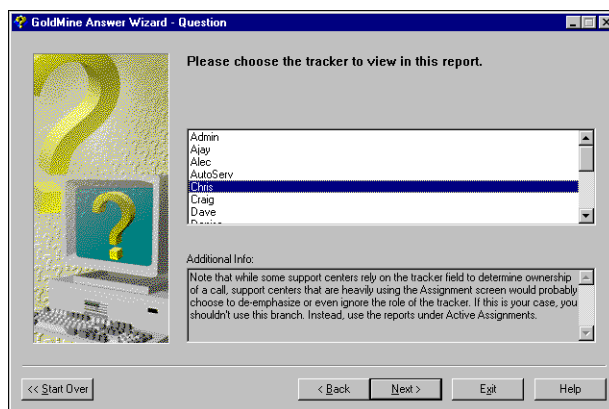 GoldMine Answer Wizard - Question
Please choose the tracker to view in this report.
Admin
Ajay
Alec
AutoServ
Chris
Craig
Dave
Additional Info:
Note that while some support centers rely on the tracker field to determine ownership
of a call, support centers that are heavily using the Assignment screen would probably
choose to de-emphasize or even ignore the role of the tracker. If this is your case, you
shouldn't use this branch. Instead, use the reports under Active Assignments.
<< Start Over
< Back
Next >
Exit
Help